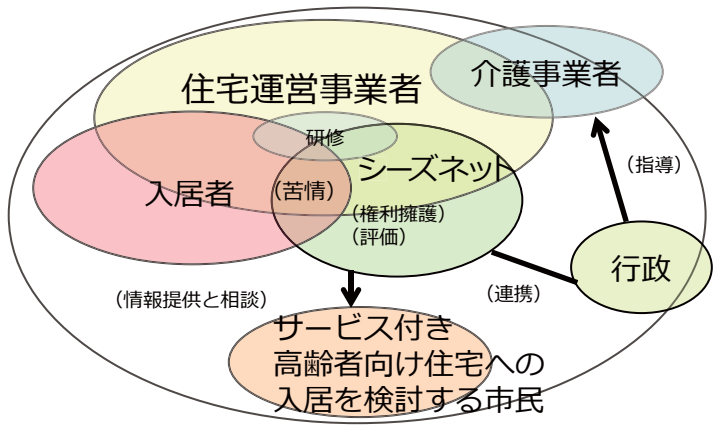 住宅運営事業者
介護事業者
研修
シーズネット
（指導）
入居者
（苦情）
（権利擁護）
（評価）
行政
（情報提供と相談）
（連携）
サービス付き
高齢者向け住宅への
入居を検討する市民